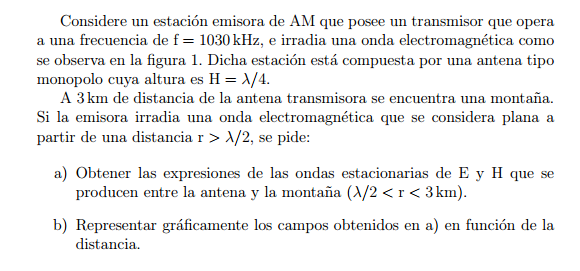 Considere un estación emisora de AM que posee un transmisor que opera
a una frecuencia de f = 1030 kHz, e irradia una onda electromagnética como
se observa en la figura 1. Dicha estación está compuesta por una antena tipo
monopolo cuya altura es H = λ/4.
A 3 km de distancia de la antena transmisora se encuentra una montaña.
Si la emisora irradia una onda electromagnética que se considera plana a
partir de una distancia r > λ/2, se pide:
a) Obtener las expresiones de las ondas estacionarias de E y H que se
producen entre la antena y la montaña (λ/2 < r < 3 km).
b) Representar gráficamente los campos obtenidos en a) en función de la
distancia.